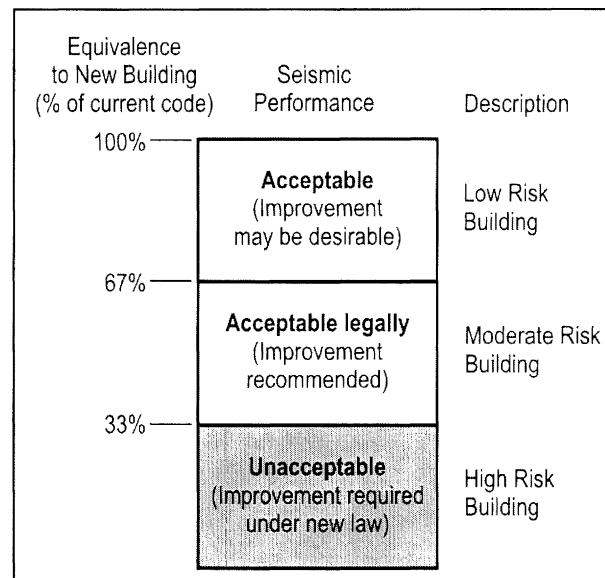 Equivalence
to New Building
(% of current code)
Seismic
Performance
Description
100%
Acceptable
(Improvement
may be desirable)
Low Risk
Building
67%
Acceptable legally
(Improvement
recommended)
Moderate Risk
Building
33%
Unacceptable
(Improvement required
under new law)
High Risk
Building